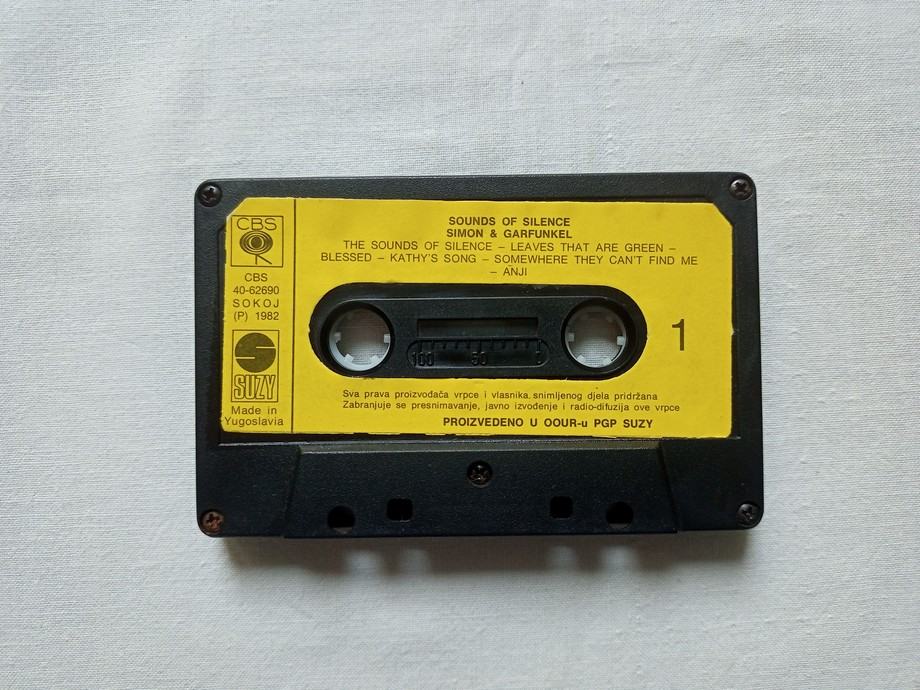 CBS
CBS
40-62690
SOKOJ
(P) 1982
SUZY
Made in
Yugoslavia
SOUNDS OF SILENCE
SIMON & GARFUNKEL
THE SOUNDS OF SILENCE – LEAVES THAT ARE GREEN –
BLESSED – KATHY'S SONG – SOMEWHERE THEY CAN'T FIND ME
– ANJI
100 50 0
1
Sva prava proizvođača vrpce i vlasnika snimljenog djela pridržana
Zabranjuje se presnimavanje, javno izvođenje i radio-difuzija ove vrpce
PROIZVEDENO U OOUR-u PGP SUZY